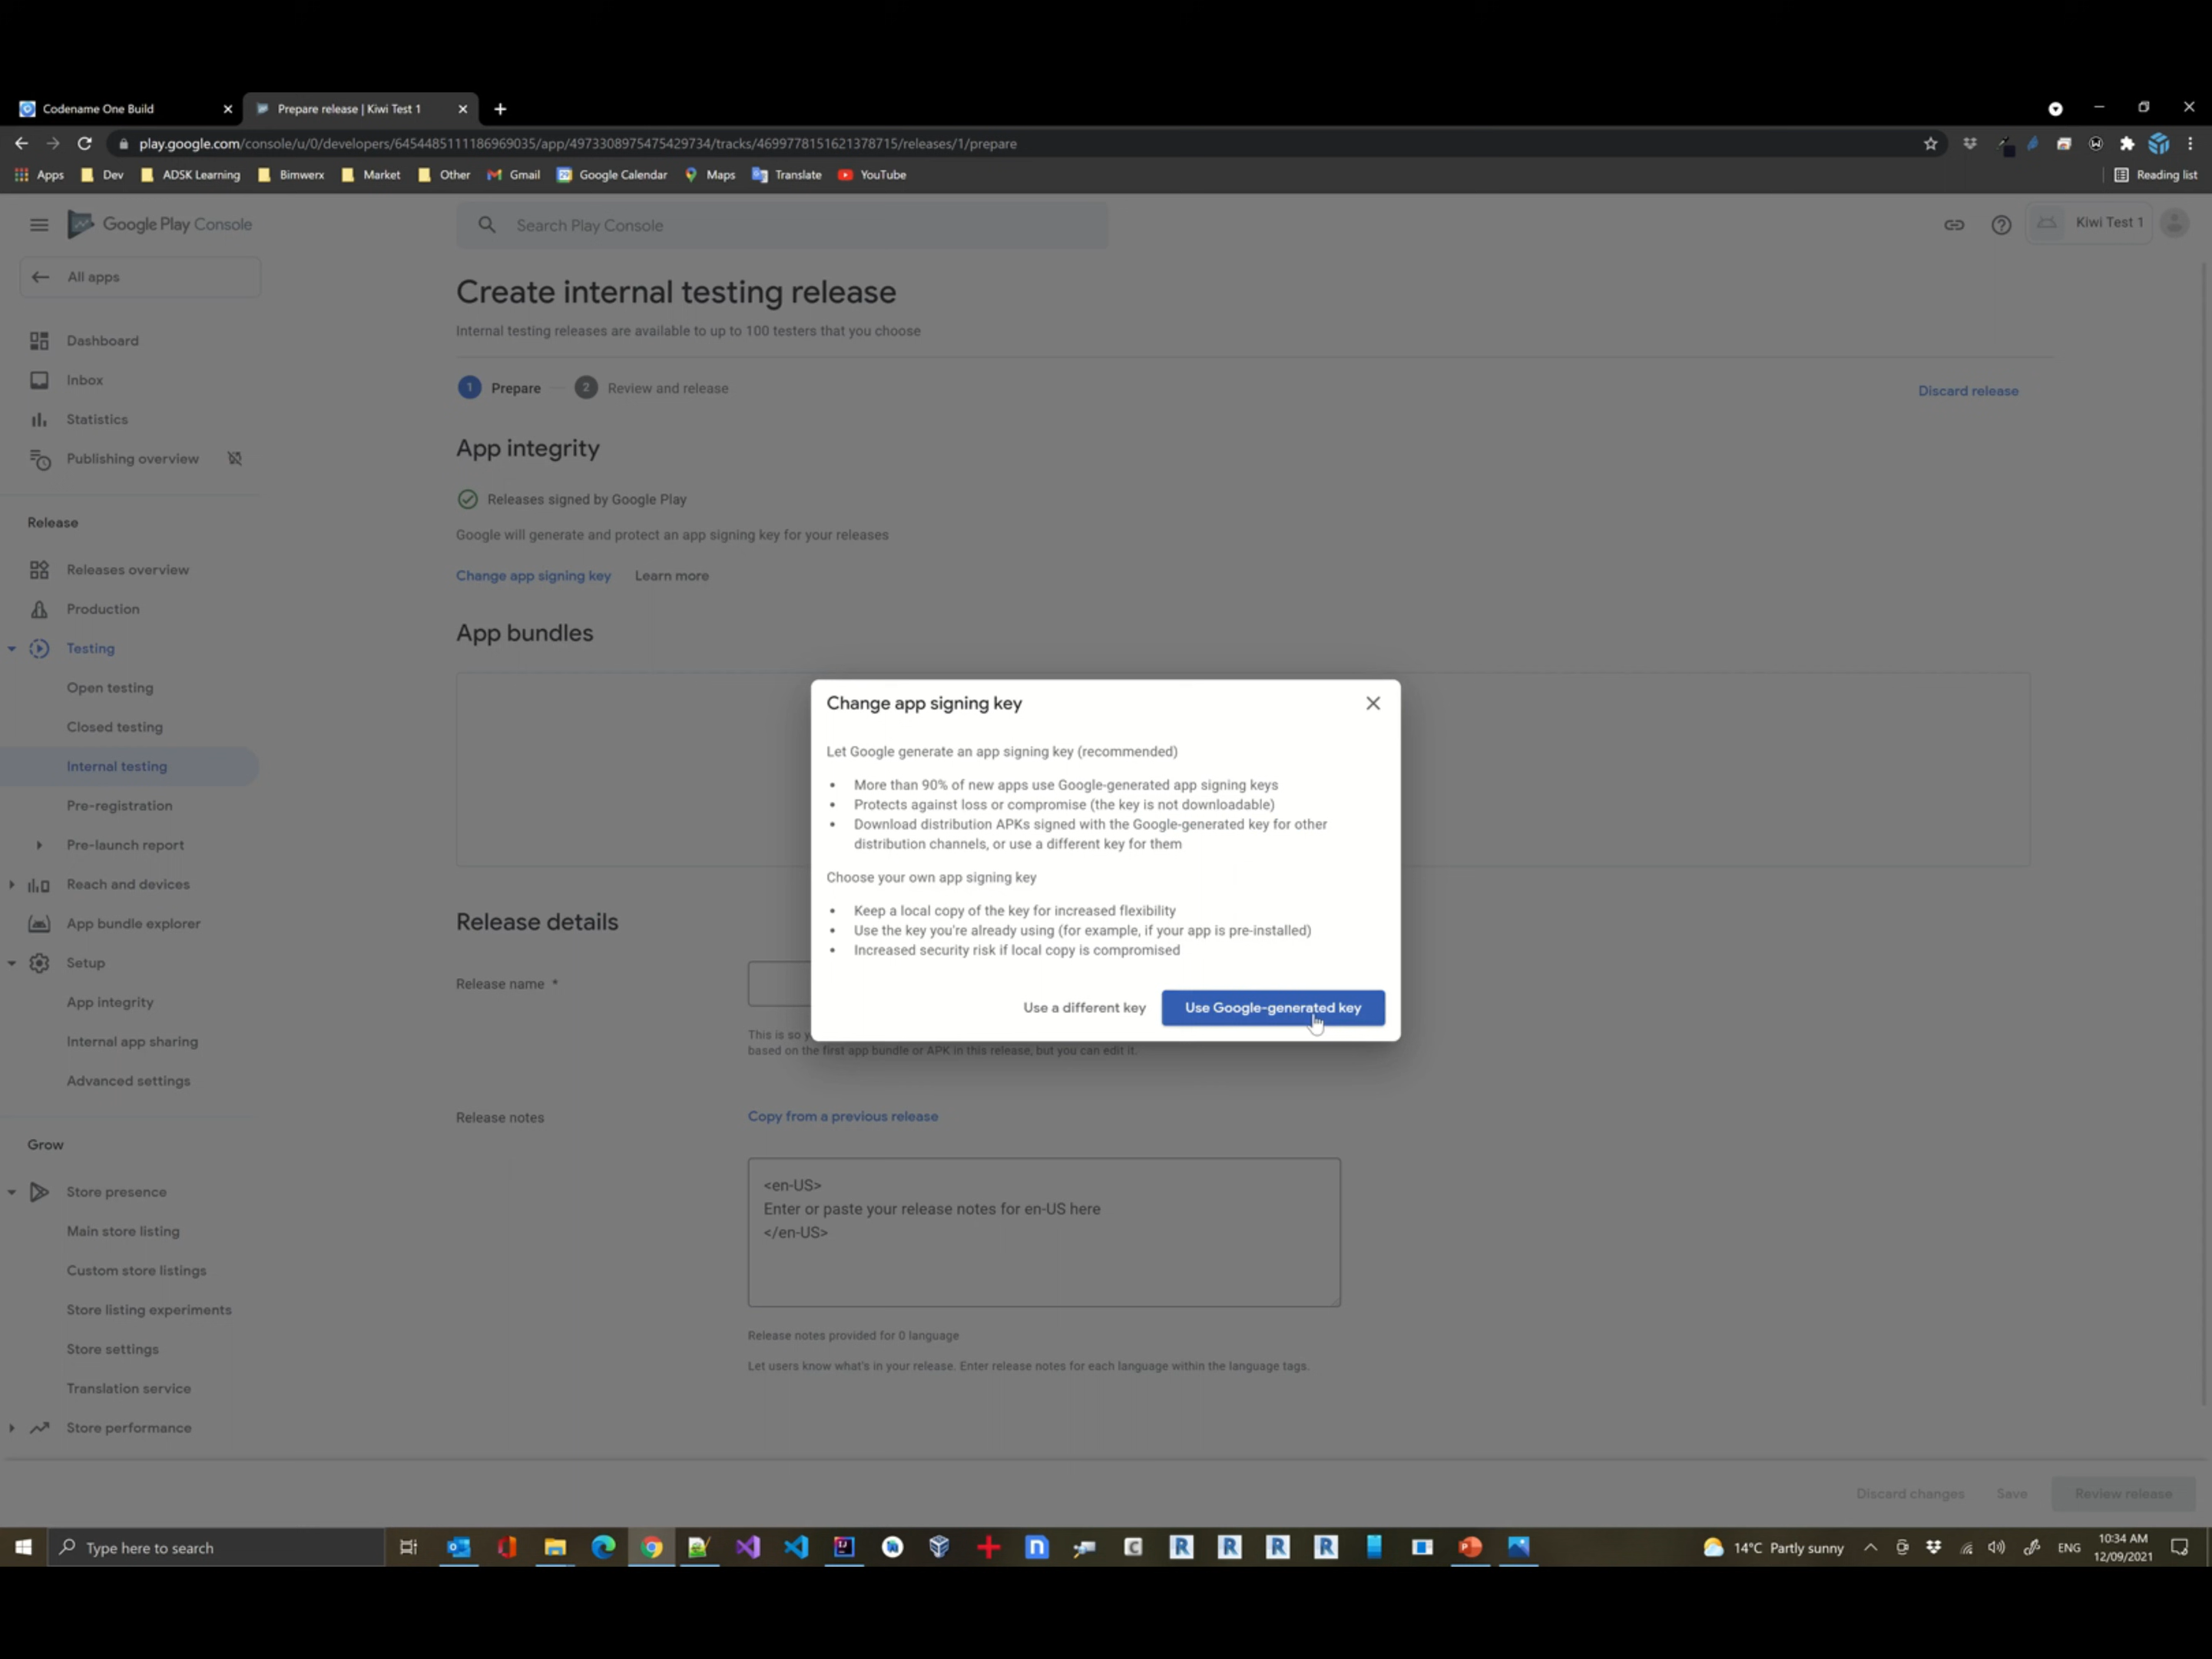 Codename One Build
Prepare release | Kiwi Test 1
play.google.com/console/u/0/developers/6454485111186969035/app/4973308975475429734/tracks/4699778151621378715/releases/1/prepare
Apps
Dev
ADSK Learning
Bimwerx
Market
Other
Gmail
Google Calendar
Maps
Translate
YouTube
Reading list
Google Play Console
Search Play Console
Kiwi Test 1
All apps
Dashboard
Inbox
Statistics
Publishing overview
Release
Releases overview
Production
Testing
Open testing
Closed testing
Internal testing
Pre-registration
Pre-launch report
Reach and devices
App bundle explorer
Setup
App integrity
Internal app sharing
Advanced settings
Grow
Store presence
Main store listing
Custom store listings
Store listing experiments
Store settings
Translation service
Store performance
Create internal testing release
Internal testing releases are available to up to 100 testers that you choose
1 Prepare 2 Review and release
Discard release
App integrity
Releases signed by Google Play
Google will generate and protect an app signing key for your releases
Change app signing key Learn more
App bundles
Change app signing key
Let Google generate an app signing key (recommended)
• More than 90% of new apps use Google-generated app signing keys
• Protects against loss or compromise (the key is not downloadable)
• Download distribution APKs signed with the Google-generated key for other
distribution channels, or use a different key for them
Choose your own app signing key
• Keep a local copy of the key for increased flexibility
• Use the key you're already using (for example, if your app is pre-installed)
• Increased security risk if local copy is compromised
Use a different key
Use Google-generated key
Release details
Release name *
This is so y
based on the first app bundle or APK in this release, but you can edit it.
Release notes
Copy from a previous release
<en-US>
Enter or paste your release notes for en-US here
</en-US>
Release notes provided for 0 language
Let users know what's in your release. Enter release notes for each language within the language tags.
Discard changes
Save
Review release
Type here to search
14°C Partly sunny
ENG
10:34 AM
12/09/2021